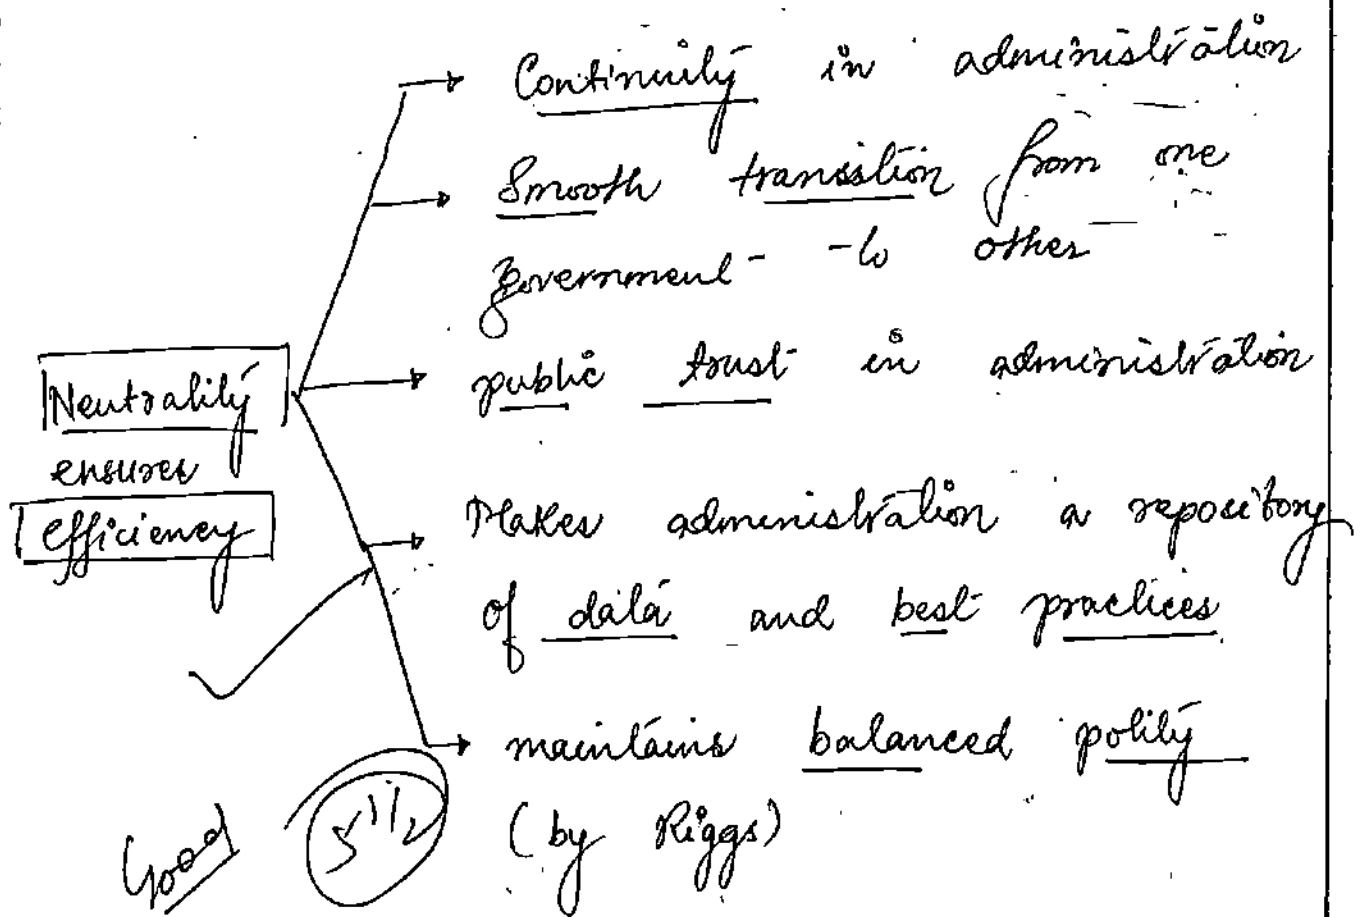 Continuity in administration
Smooth transition from one
government to other
public trust in administration
Neutrality
ensures
efficiency
Makes administration a repository
of data and best practices
maintains balanced polity
(by Riggs)
Good
5 1/2